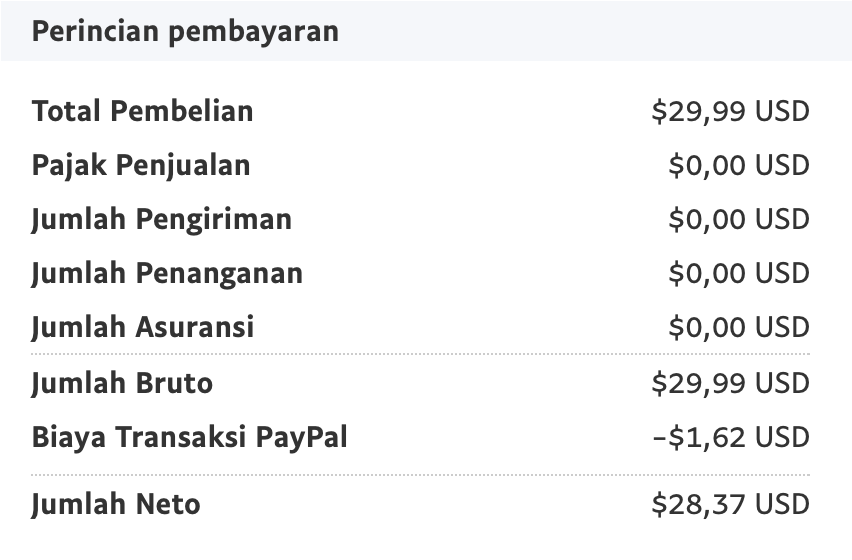 Perincian pembayaran
Total Pembelian $29,99 USD
Pajak Penjualan $0,00 USD
Jumlah Pengiriman $0,00 USD
Jumlah Penanganan $0,00 USD
Jumlah Asuransi $0,00 USD
Jumlah Bruto $29,99 USD
Biaya Transaksi PayPal -$1,62 USD
Jumlah Neto $28,37 USD